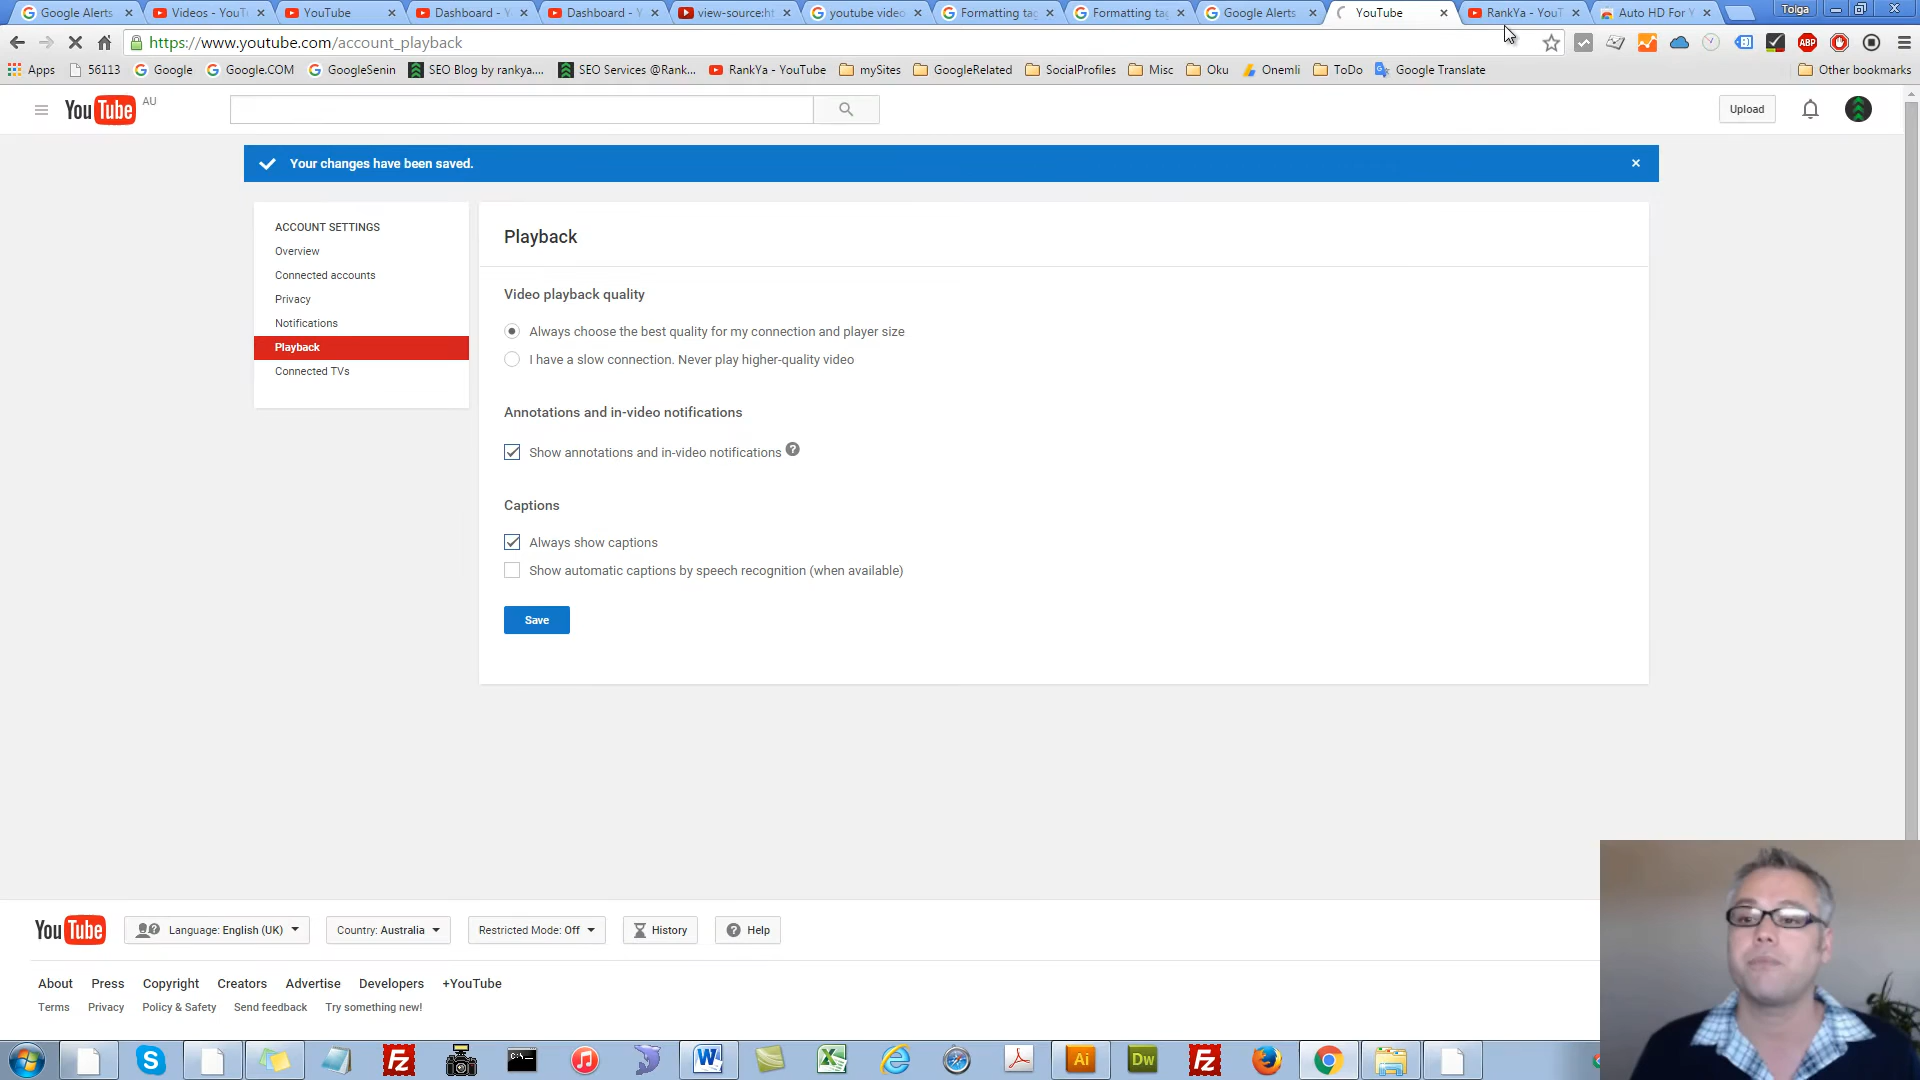 Google Alerts
Videos - YouT
YouTube
Dashboard - Y
Dashboard - Y
view-source:ht
youtube video
Formatting tag
Formatting tag
Google Alerts
YouTube
RankYa - YouT
Auto HD For Y
Tolga
https://www.youtube.com/account_playback
ABP
Apps
56113
Google
Google.COM
GoogleSenin
SEO Blog by rankya....
SEO Services @Rank...
RankYa - YouTube
mySites
GoogleRelated
SocialProfiles
Misc
Oku
Onemli
ToDo
Google Translate
Other bookmarks
YouTube AU
Upload
Your changes have been saved.
ACCOUNT SETTINGS
Overview
Connected accounts
Privacy
Notifications
Playback
Connected TVs
Playback
Video playback quality
Always choose the best quality for my connection and player size
I have a slow connection. Never play higher-quality video
Annotations and in-video notifications
Show annotations and in-video notifications ?
Captions
Always show captions
Show automatic captions by speech recognition (when available)
Save
YouTube
Language: English (UK)
Country: Australia
Restricted Mode: Off
History
Help
About
Press
Copyright
Creators
Advertise
Developers
+YouTube
Terms
Privacy
Policy & Safety
Send feedback
Try something new!
Fz
C:\
W
Ai
Dw
Fz